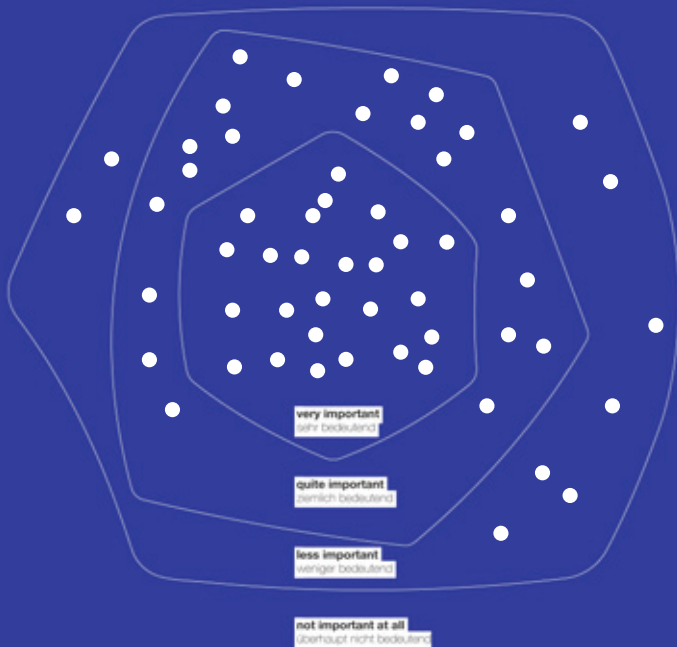 very important
sehr bedeutend
quite important
ziemlich bedeutend
less important
weniger bedeutend
not important at all
überhaupt nicht bedeutend